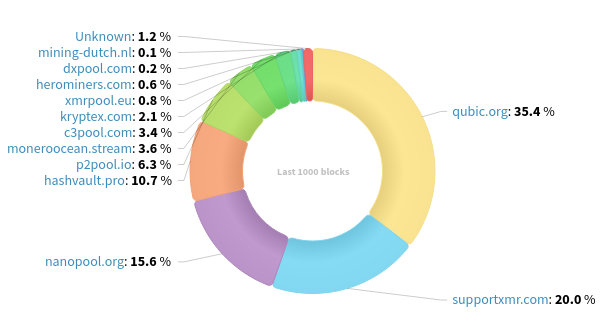 Unknown: 1.2 %
mining-dutch.nl: 0.1 %
dxpool.com: 0.2 %
herominers.com: 0.6 %
xmrpool.eu: 0.8 %
kryptex.com: 2.1 %
c3pool.com: 3.4 %
moneroocean.stream: 3.6 %
p2pool.io: 6.3 %
hashvault.pro: 10.7 %
nanopool.org: 15.6 %
Last 1000 blocks
qubic.org: 35.4 %
supportxmr.com: 20.0 %